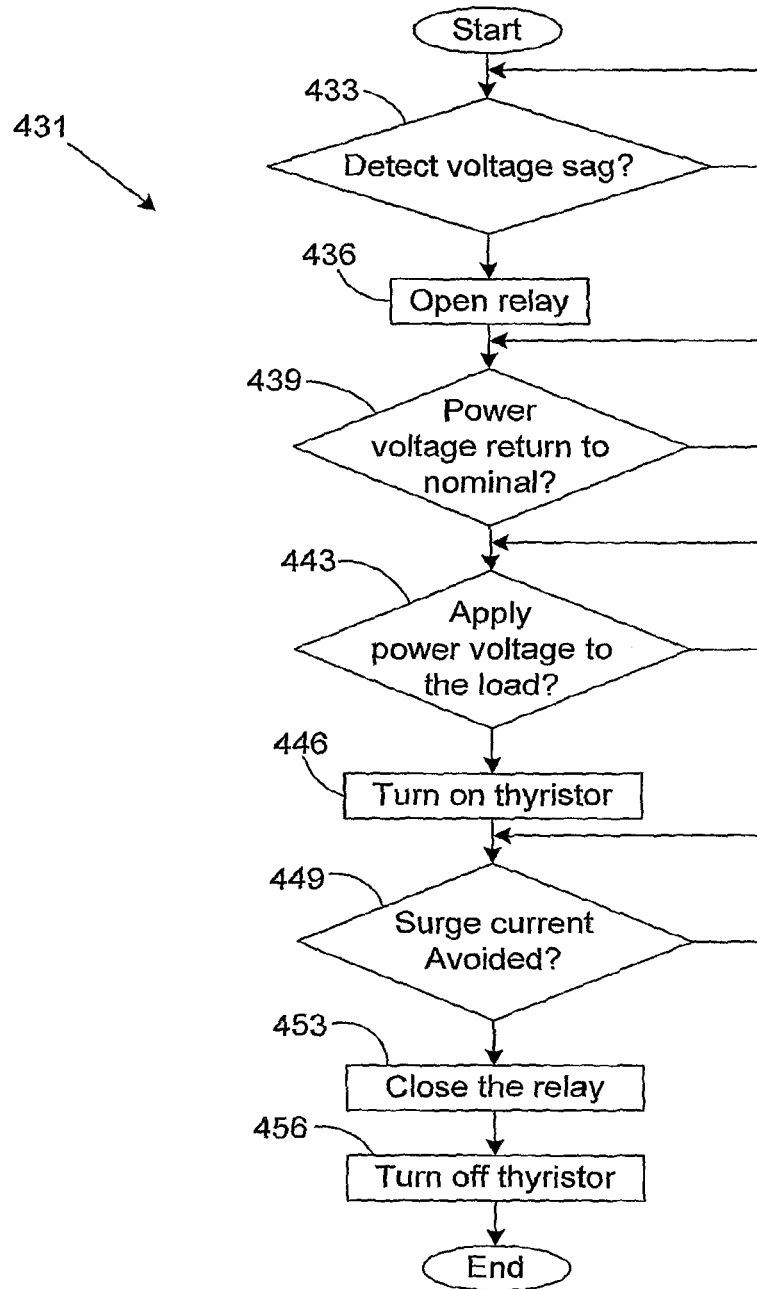 Start
433
431
Detect voltage sag?
436
Open relay
439
Power
voltage return to
nominal?
443
Apply
power voltage to
the load?
446
Turn on thyristor
449
Surge current
Avoided?
453
Close the relay
456
Turn off thyristor
End